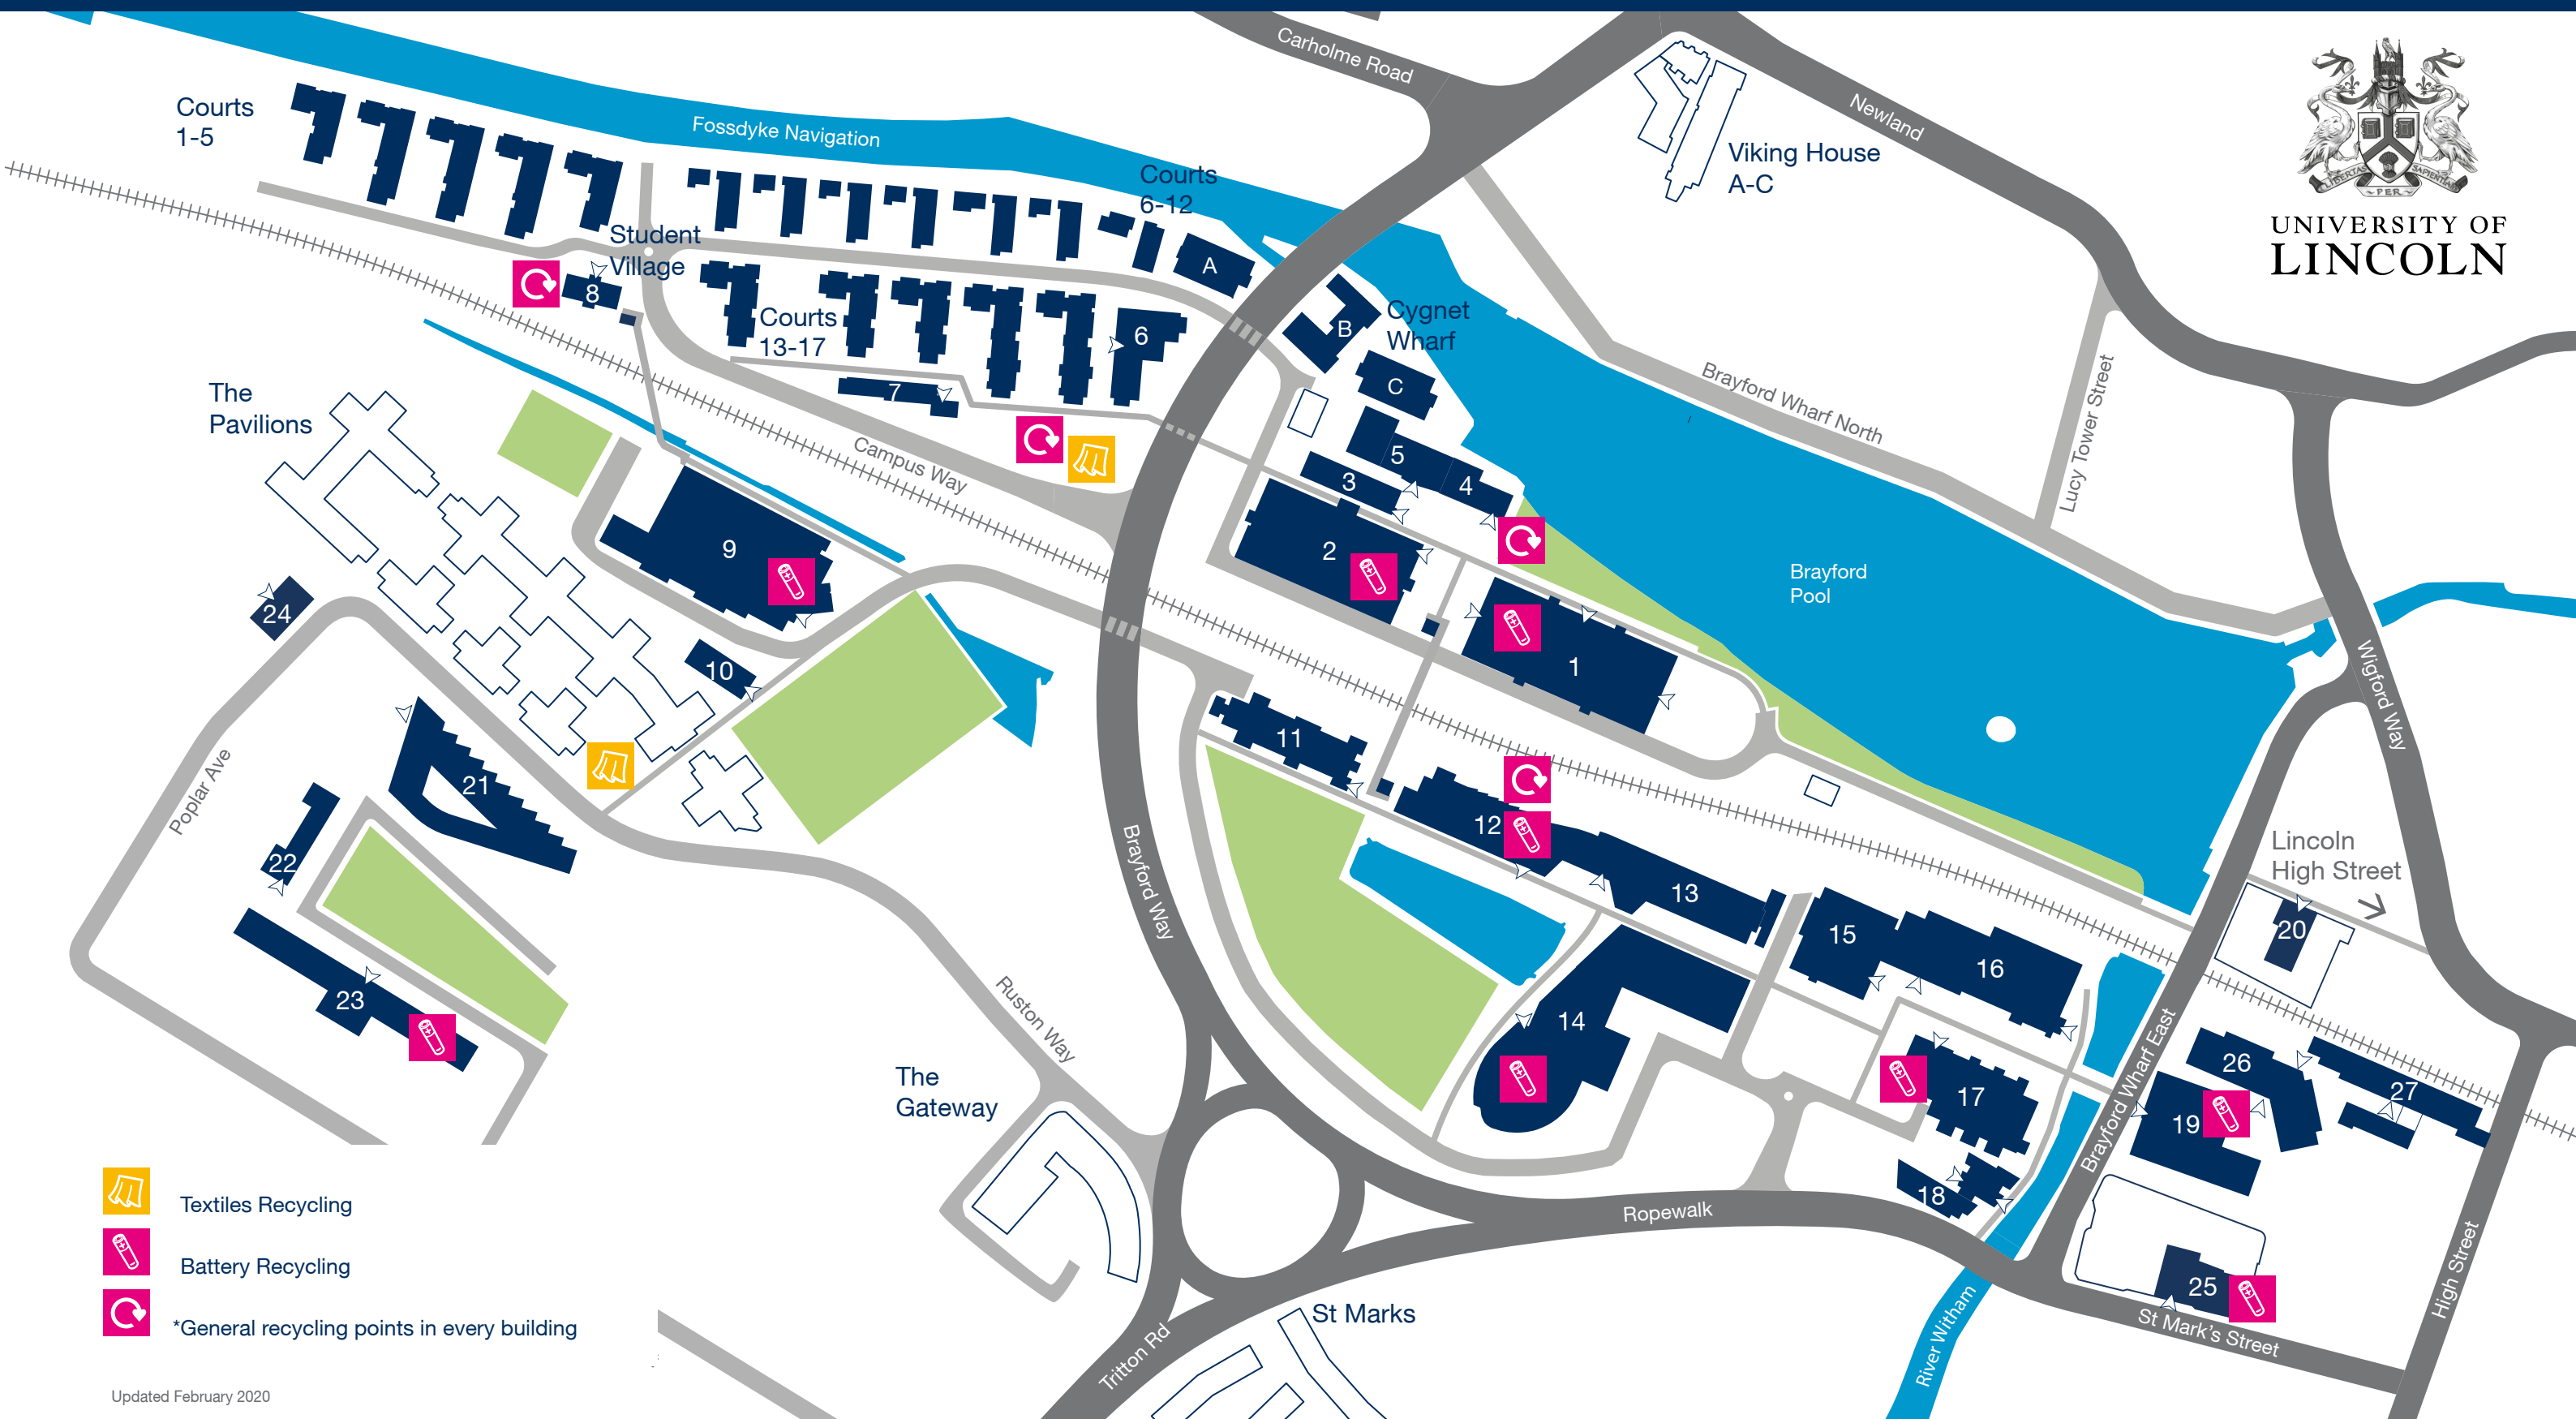 Carholme Road
Newland
Courts
1-5
Fossdyke Navigation
Viking House
A-C
LIBERTAS
PER
SAPIENTIAM
UNIVERSITY OF
LINCOLN
Courts
6-12
Student
Village
A
8
B
Cygnet
Wharf
Courts
13-17
6
C
7
Brayford Wharf North
Lucy Tower Street
The
Pavilions
Campus Way
5
3
4
9
2
Brayford
Pool
24
10
1
Wigford Way
11
21
Poplar Ave
22
12
13
Brayford Way
Lincoln
High Street
20
15
16
23
14
Ruston Way
The
Gateway
Brayford Wharf East
26
27
19
17
18
Ropewalk
25
St Mark's Street
High Street
River Witham
St Marks
Tritton Rd
Textiles Recycling
Battery Recycling
*General recycling points in every building
Updated February 2020